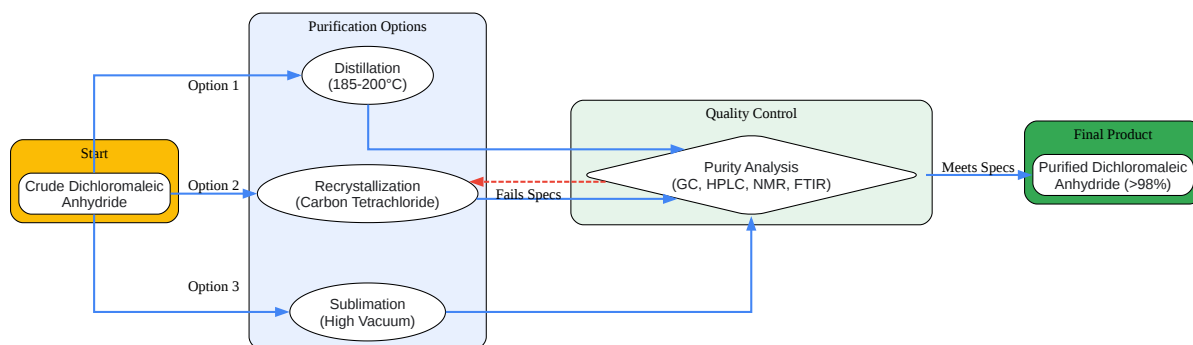 Purification Options
Distillation
(185-200°C)
Option 1
Quality Control
Start
Final Product
Crude Dichloromaleic
Anhydride
Option 2
Recrystallization
(Carbon Tetrachloride)
Fails Specs
Purity Analysis
(GC, HPLC, NMR, FTIR)
Meets Specs
Purified Dichloromaleic
Anhydride (>98%)
Option 3
Sublimation
(High Vacuum)